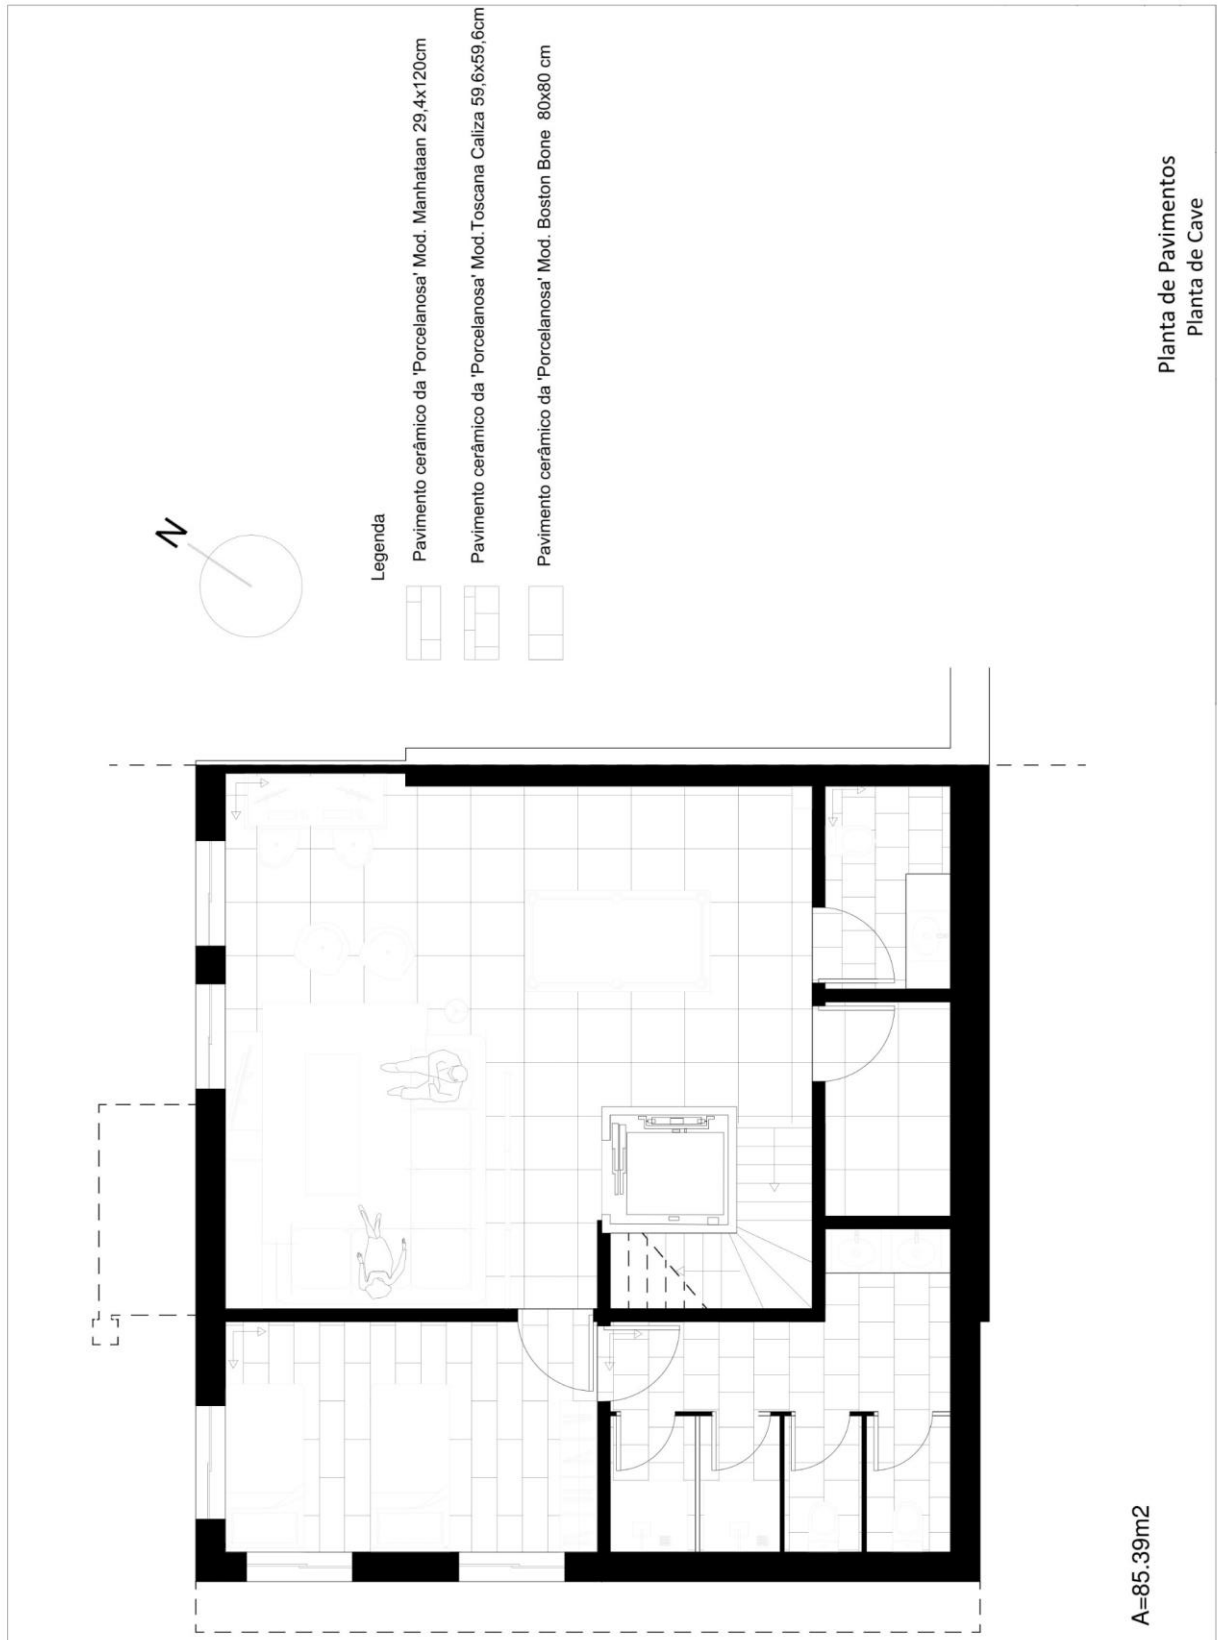 N
Legenda
Pavimento cerâmico da 'Porcelanosa' Mod. Manhataan 29,4x120cm
Pavimento cerâmico da 'Porcelanosa' Mod.Toscana Caliza 59,6x59,6cm
Pavimento cerâmico da 'Porcelanosa' Mod. Boston Bone 80x80 cm
Planta de Pavimentos
Planta de Cave
A=85.39m2